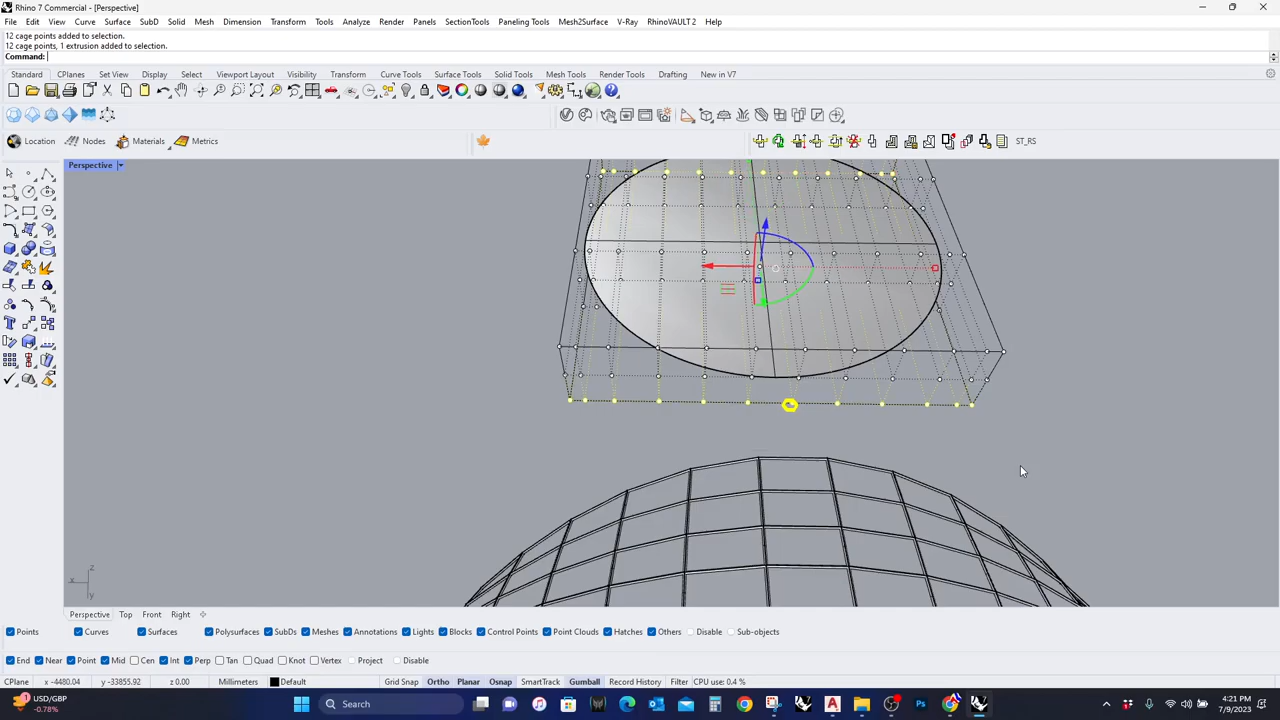 Rhino 7 Commercial - [Perspective]
File Edit View Curve Surface SubD Solid Mesh Dimension Transform Tools Analyze Render Panels SectionTools Paneling Tools Mesh2Surface V-Ray RhinoVAULT 2 Help
12 cage points added to selection.
12 cage points, 1 extrusion added to selection.
Command:
Standard CPlanes Set View Display Select Viewport Layout Visibility Transform Curve Tools Surface Tools Solid Tools Mesh Tools Render Tools Drafting New in V7
Location Nodes Materials Metrics ST_RS
Perspective
z
x
y
Perspective Top Front Right
Points Curves Surfaces Polysurfaces SubDs Meshes Annotations Lights Blocks Control Points Point Clouds Hatches Others Disable Sub-objects
End Near Point Mid Cen Int Perp Tan Quad Knot Vertex Project Disable
CPlane x -4480.04 y -33855.92 z 0.00 Millimeters Default Grid Snap Ortho Planar Osnap SmartTrack Gumball Record History Filter CPU use: 0.4 %
USD/GBP
-0.78%
Search
4:21 PM
7/9/2023